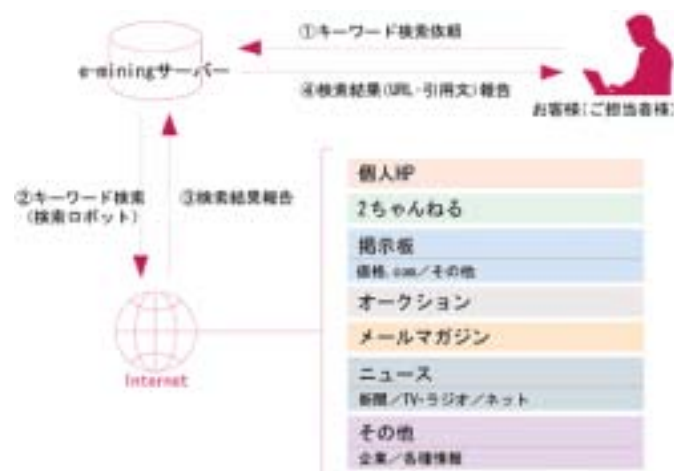 ①キーワード検索依頼
e-miningサーバー
④検索結果(URL・引用文)報告
お客様(ご担当者様)
②キーワード検索
(検索ロボット)
③検索結果報告
Internet
個人HP
2ちゃんねる
掲示板
価格.com／その他
オークション
メールマガジン
ニュース
新聞／TV・ラジオ／ネット
その他
企業／各種情報